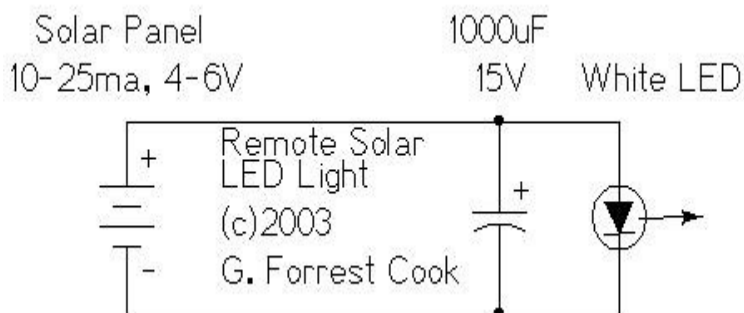 Solar Panel
10-25ma, 4-6V
1000uF
15V
White LED
+
Remote Solar
LED Light
(c)2003
G. Forrest Cook
-
+